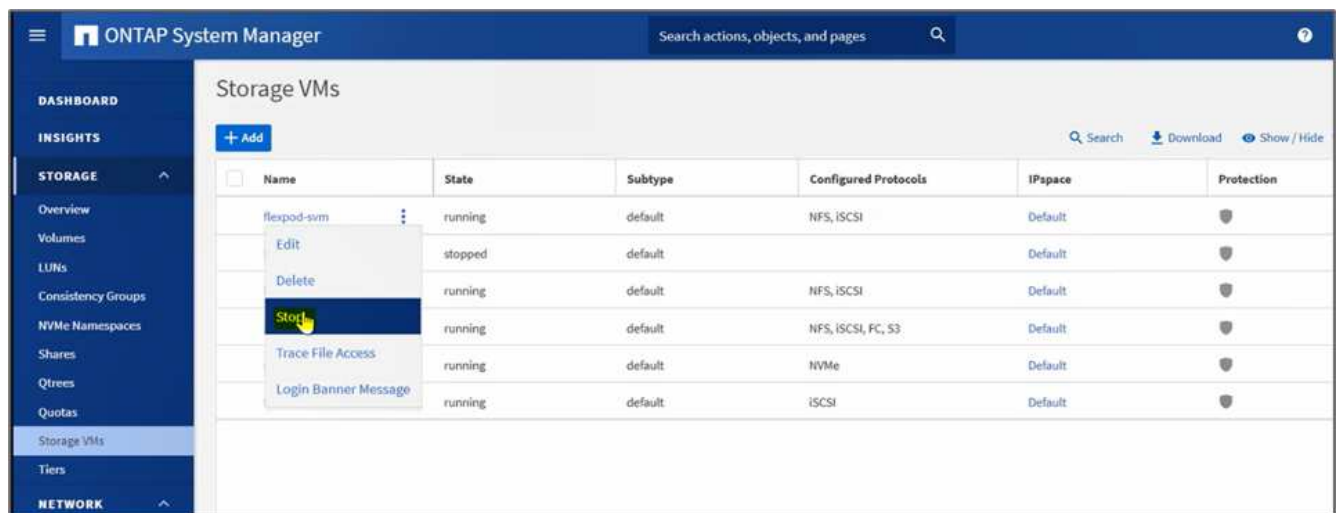 ONTAP System Manager
Search actions, objects, and pages
DASHBOARD
INSIGHTS
STORAGE
Overview
Volumes
LUNs
Consistency Groups
NVMe Namespaces
Shares
Qtrees
Quotas
Storage VMs
Tiers
NETWORK
Storage VMs
+ Add
Search Download Show / Hide
Name State Subtype Configured Protocols IPspace Protection
flexpod-svm running default NFS, iSCSI Default
stopped default Default
running default NFS, iSCSI Default
running default NFS, iSCSI, FC, S3 Default
running default NVMe Default
running default iSCSI Default
Edit
Delete
Stop
Trace File Access
Login Banner Message